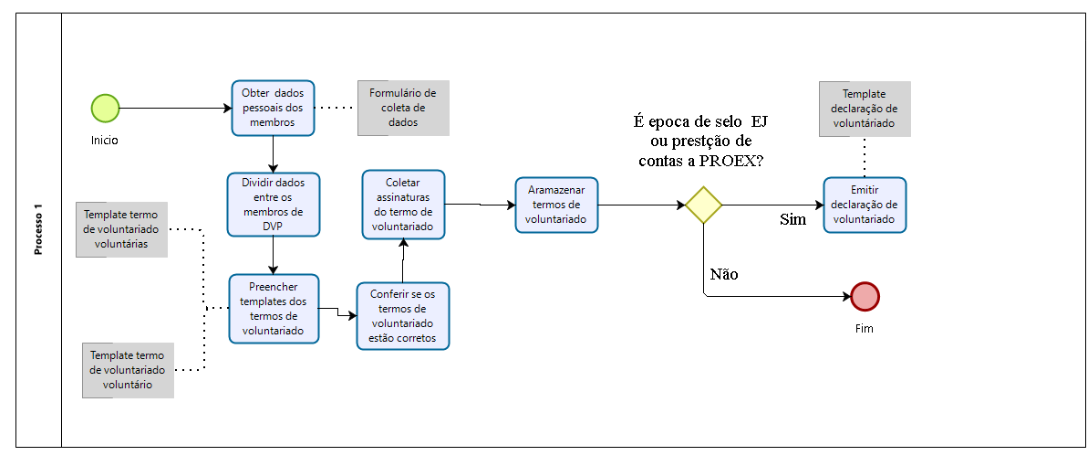 Processo 1
Inicio
Obter dados
pessoais dos
membros
Formulário de
coleta de
dados
Dividir dados
entre os
membros de
DVP
Template termo
de voluntariado
voluntárias
Preencher
templates dos
termos de
voluntariado
Template termo
de voluntariado
voluntário
Conferir se os
termos de
voluntariado
estão corretos
Coletar
assinaturas
do termo de
voluntariado
Aramazenar
termos de
voluntariado
É epoca de selo EJ
ou prestção de
contas a PROEX?
Sim
Não
Template
declaração de
voluntáriado
Emitir
declaração de
voluntariado
Fim